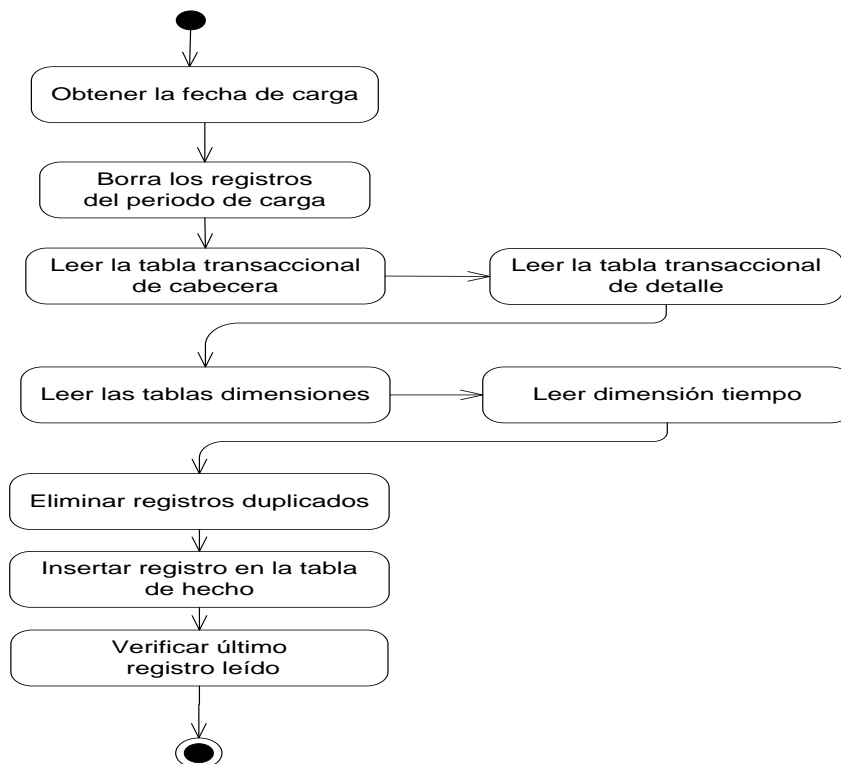 Obtener la fecha de carga
Borra los registros
del periodo de carga
Leer la tabla transaccional
de cabecera
Leer la tabla transaccional
de detalle
Leer las tablas dimensiones
Leer dimensión tiempo
Eliminar registros duplicados
Insertar registro en la tabla
de hecho
Verificar último
registro leído